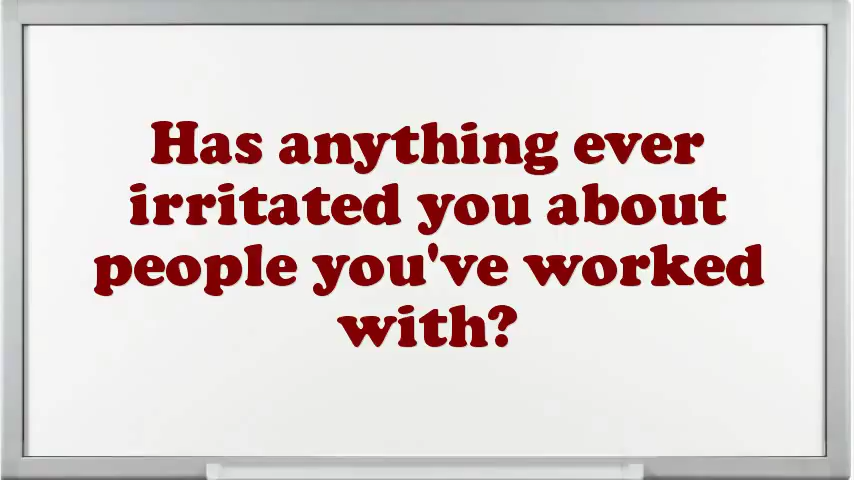 Has anything ever
irritated you about
people you've worked
with?